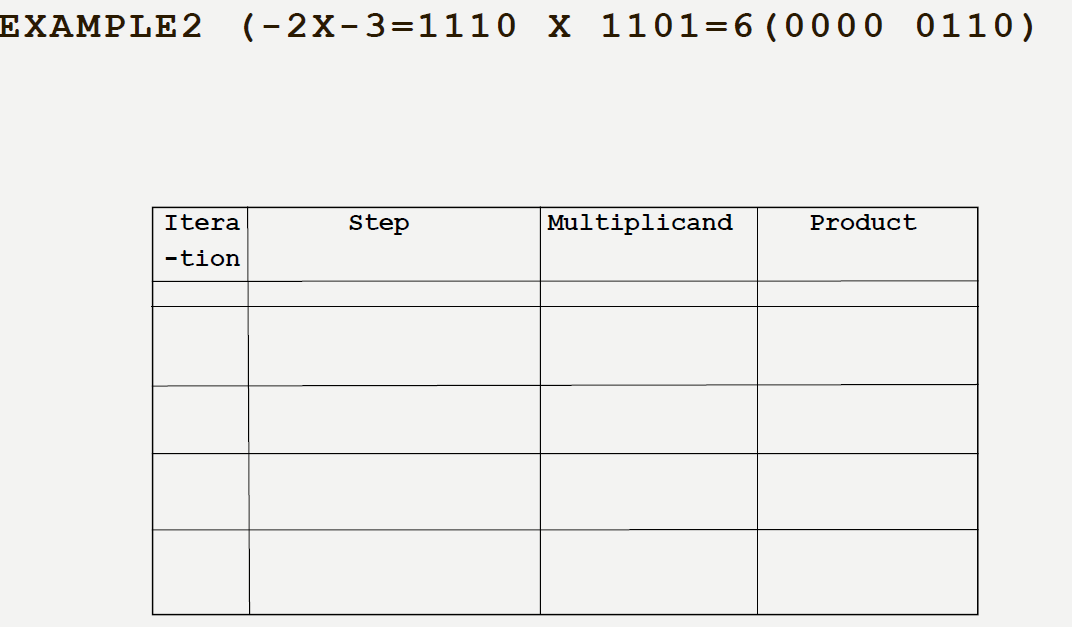 EXAMPLE2 (-2X-3=1110 X 1101=6(0000 0110)
Itera
-tion
Step
Multiplicand
Product